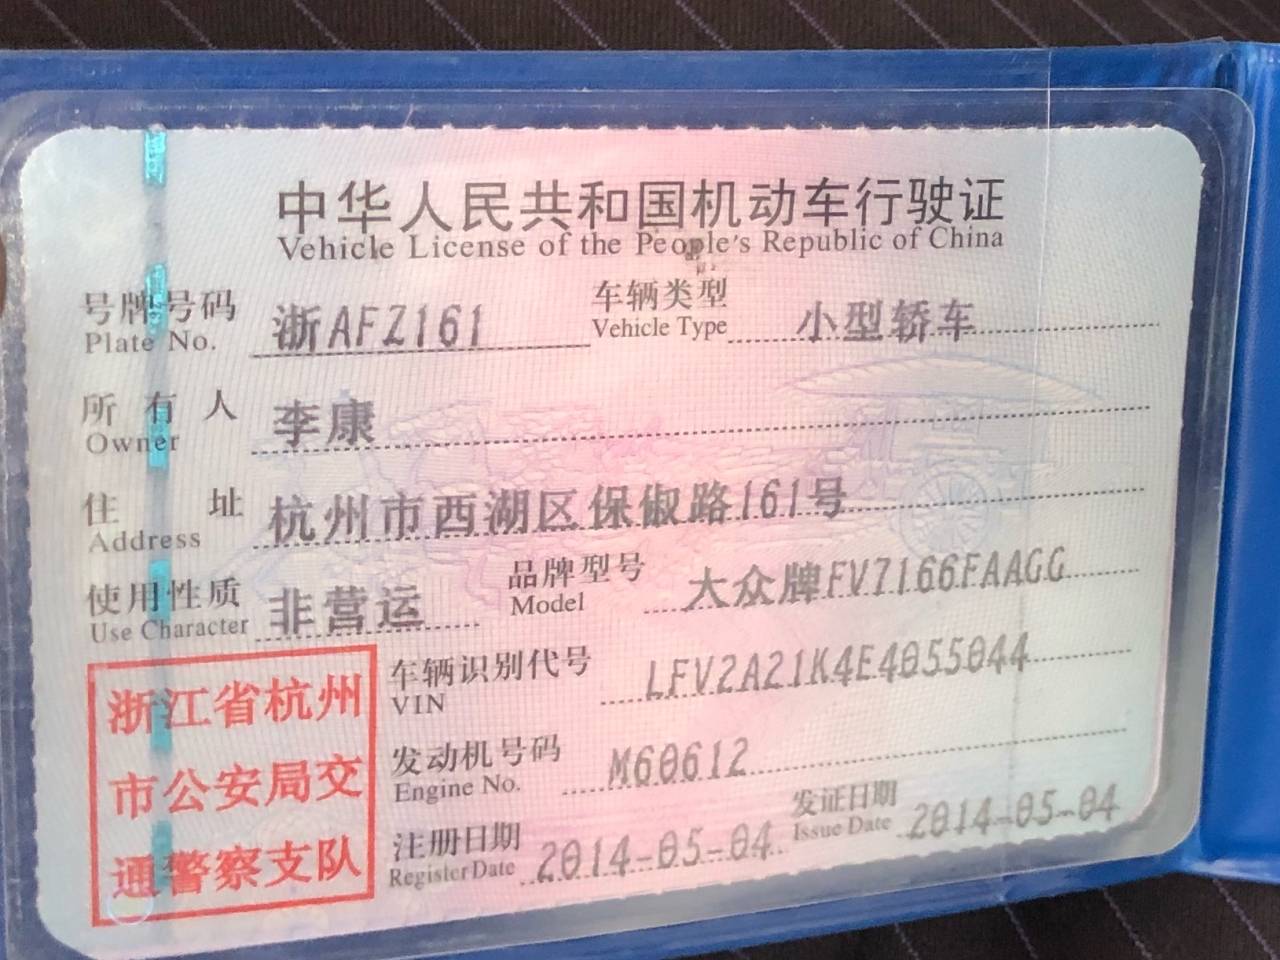 中华人民共和国机动车行驶证
Vehicle License of the People's Republic of China
号牌号码 浙AFZ161 车辆类型 小型轿车
Plate No. Vehicle Type
所有人 李康
Owner
住址 杭州市西湖区保俶路161号
Address
使用性质 非营运 品牌型号 大众牌FV7166FAAGG
Use Character Model
浙江省杭州
市公安局交
通警察支队
车辆识别代号 LFV2A21K4E4055044
VIN
发动机号码 M60612
Engine No.
注册日期 2014-05-04 发证日期 2014-05-04
Register Date Issue Date